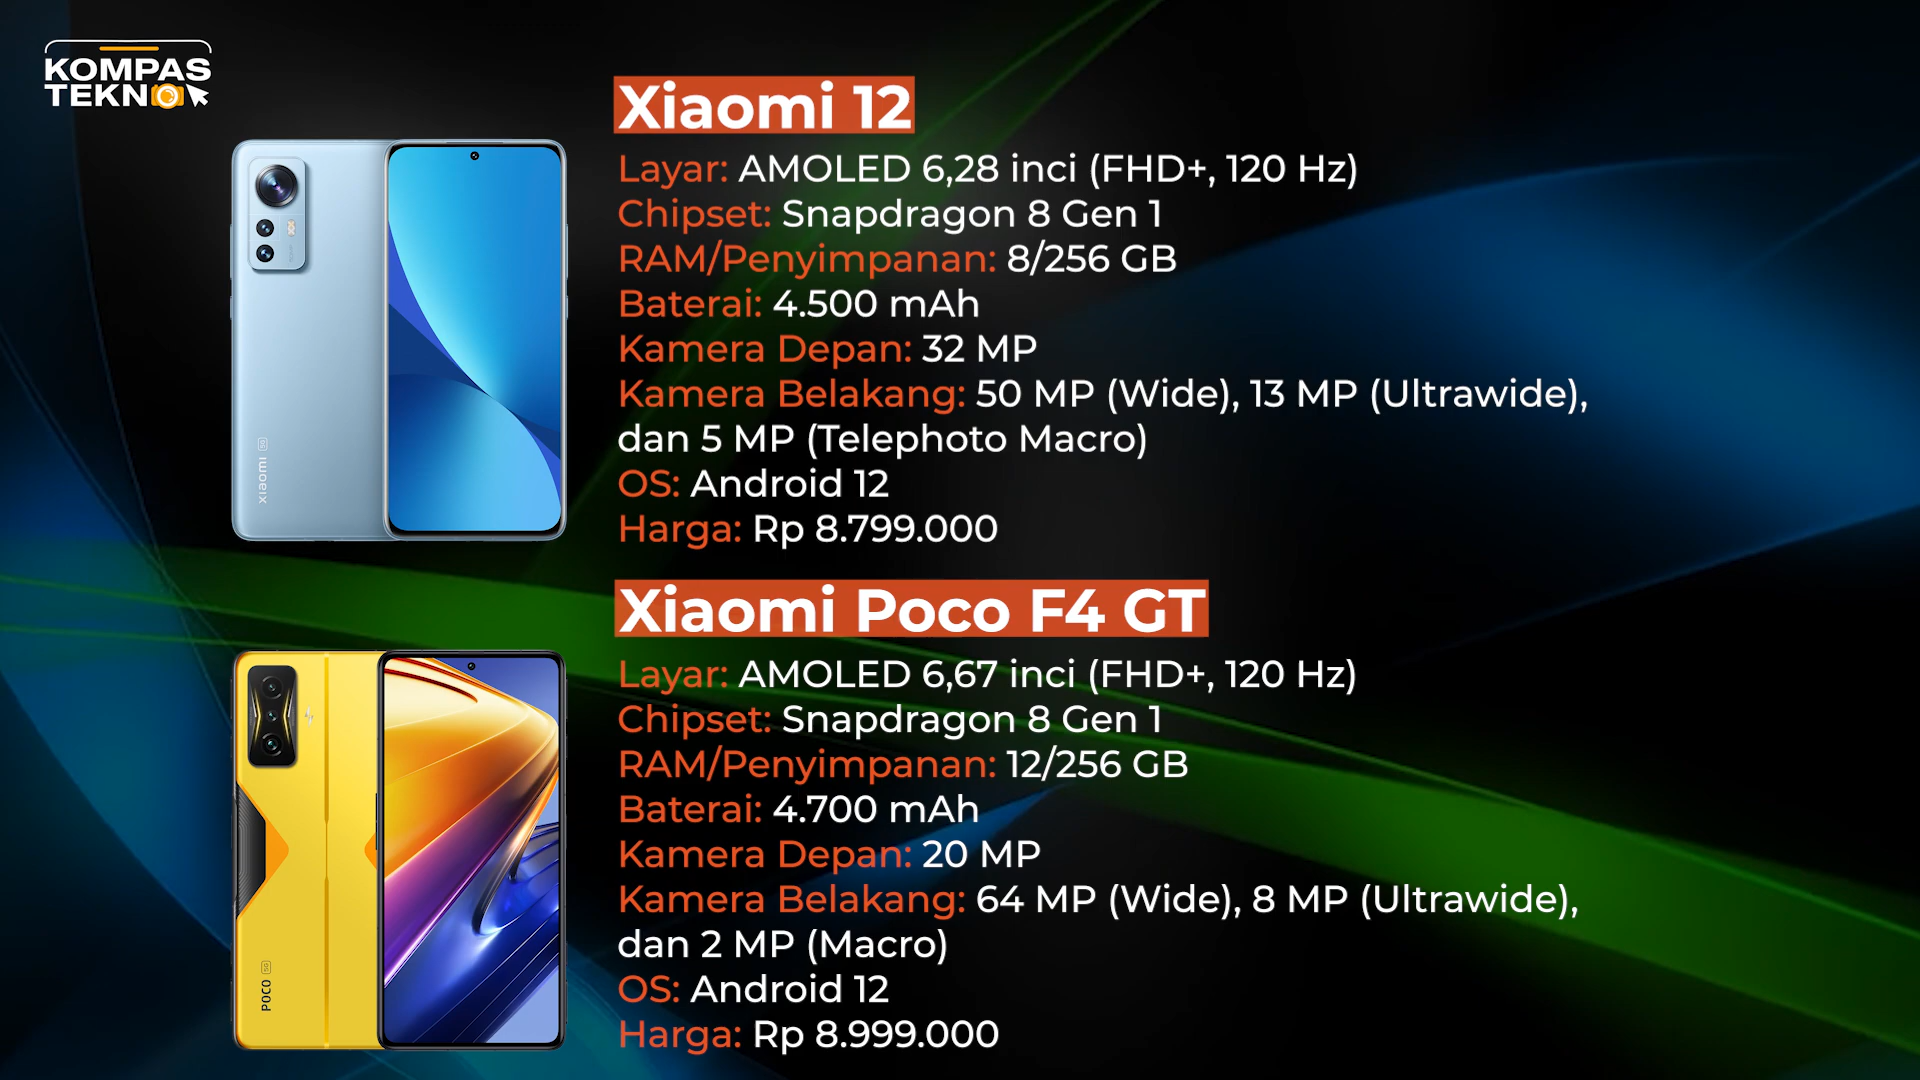 KOMPAS
TEKNO
Xiaomi 12
Layar: AMOLED 6,28 inci (FHD+, 120 Hz)
Chipset: Snapdragon 8 Gen 1
RAM/Penyimpanan: 8/256 GB
Baterai: 4.500 mAh
Kamera Depan: 32 MP
Kamera Belakang: 50 MP (Wide), 13 MP (Ultrawide),
dan 5 MP (Telephoto Macro)
OS: Android 12
Harga: Rp 8.799.000
xiaomi 5G
Xiaomi Poco F4 GT
Layar: AMOLED 6,67 inci (FHD+, 120 Hz)
Chipset: Snapdragon 8 Gen 1
RAM/Penyimpanan: 12/256 GB
Baterai: 4.700 mAh
Kamera Depan: 20 MP
Kamera Belakang: 64 MP (Wide), 8 MP (Ultrawide),
dan 2 MP (Macro)
OS: Android 12
Harga: Rp 8.999.000
POCO 5G